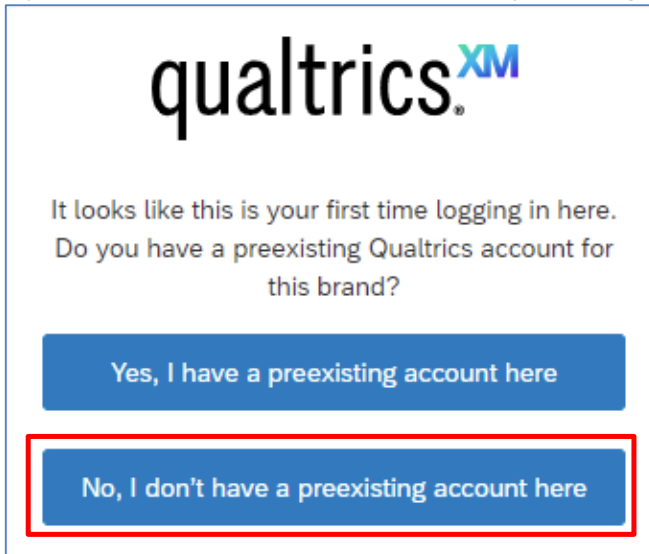 qualtrics.XM
It looks like this is your first time logging in here.
Do you have a preexisting Qualtrics account for
this brand?
Yes, I have a preexisting account here
No, I don't have a preexisting account here